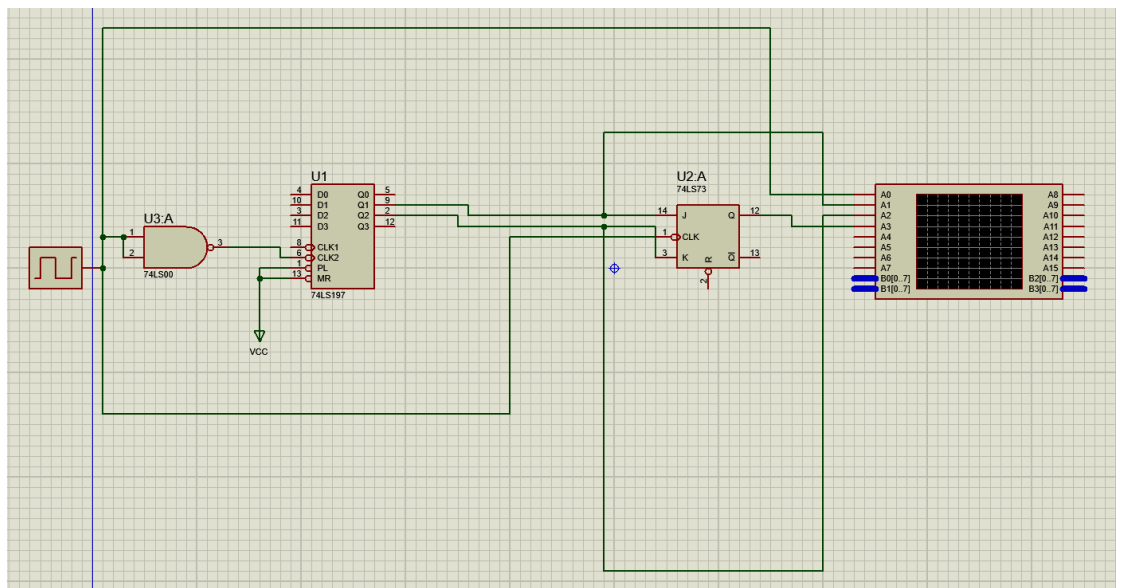 U3:A
1
2
3
74LS00
U1
4 D0 Q0 5
10 D1 Q1 9
3 D2 Q2 2
11 D3 Q3 12
8 CLK1
6 CLK2
1 PL
13 MR
74LS197
VCC
U2:A
74LS73
14 J Q 12
1 CLK
3 K R Q 13
2
A0 A8
A1 A9
A2 A10
A3 A11
A4 A12
A5 A13
A6 A14
A7 A15
B0[0..7] B2[0..7]
B1[0..7] B3[0..7]